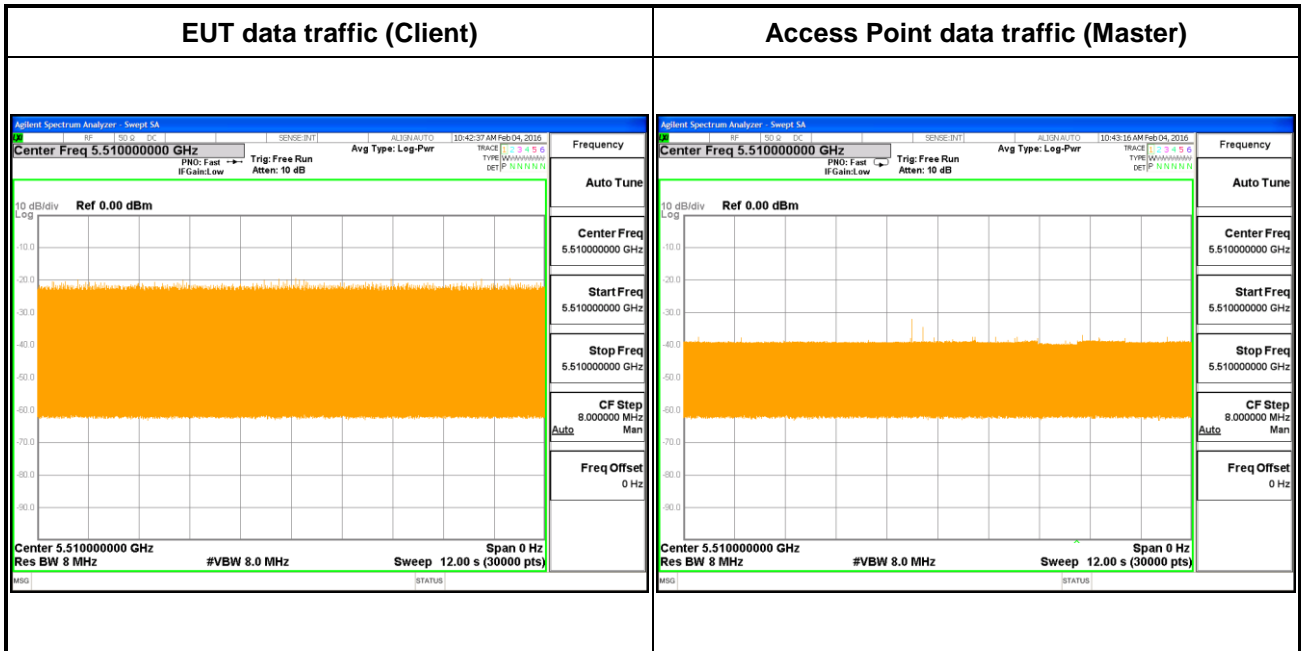 EUT data traffic (Client)
Access Point data traffic (Master)
Agilent Spectrum Analyzer - Swept SA
RF 50 Ω DC SENSE:INT ALIGN AUTO 10:42:37 AM Feb 04, 2016
Center Freq 5.510000000 GHz
PNO: Fast
IFGain:Low
Trig: Free Run
Atten: 10 dB
Avg Type: Log-Pwr
TRACE 1 2 3 4 5 6
TYPE
DET P N N N N N
10 dB/div Ref 0.00 dBm
Log
-10.0
-20.0
-30.0
-40.0
-50.0
-60.0
-70.0
-80.0
-90.0
Center 5.510000000 GHz Span 0 Hz
Res BW 8 MHz #VBW 8.0 MHz Sweep 12.00 s (30000 pts)
MSG STATUS
Frequency
Auto Tune
Center Freq
5.510000000 GHz
Start Freq
5.510000000 GHz
Stop Freq
5.510000000 GHz
CF Step
8.000000 MHz
Auto Man
Freq Offset
0 Hz
Agilent Spectrum Analyzer - Swept SA
RF 50 Ω DC SENSE:INT ALIGN AUTO 10:43:16 AM Feb 04, 2016
Center Freq 5.510000000 GHz
PNO: Fast
IFGain:Low
Trig: Free Run
Atten: 10 dB
Avg Type: Log-Pwr
TRACE 1 2 3 4 5 6
TYPE
DET P N N N N N
10 dB/div Ref 0.00 dBm
Log
-10.0
-20.0
-30.0
-40.0
-50.0
-60.0
-70.0
-80.0
-90.0
Center 5.510000000 GHz Span 0 Hz
Res BW 8 MHz #VBW 8.0 MHz Sweep 12.00 s (30000 pts)
MSG STATUS
Frequency
Auto Tune
Center Freq
5.510000000 GHz
Start Freq
5.510000000 GHz
Stop Freq
5.510000000 GHz
CF Step
8.000000 MHz
Auto Man
Freq Offset
0 Hz